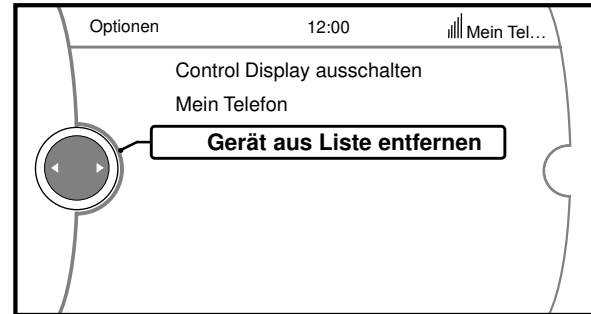 Optionen 12:00 Mein Tel…
Control Display ausschalten
Mein Telefon
Gerät aus Liste entfernen